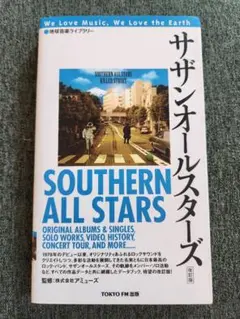 We Love Music, We Love the Earth
地球音楽ライブラリー
サザンオールスターズ
改訂版
SOUTHERN ALL STARS
KILLER STREET
SOUTHERN
ALL STARS
ORIGINAL ALBUMS & SINGLES,
SOLO WORKS, VIDEO HISTORY,
CONCERT TOUR, AND MORE......
監修:株式会社アミューズ
TOKYO FM 出版